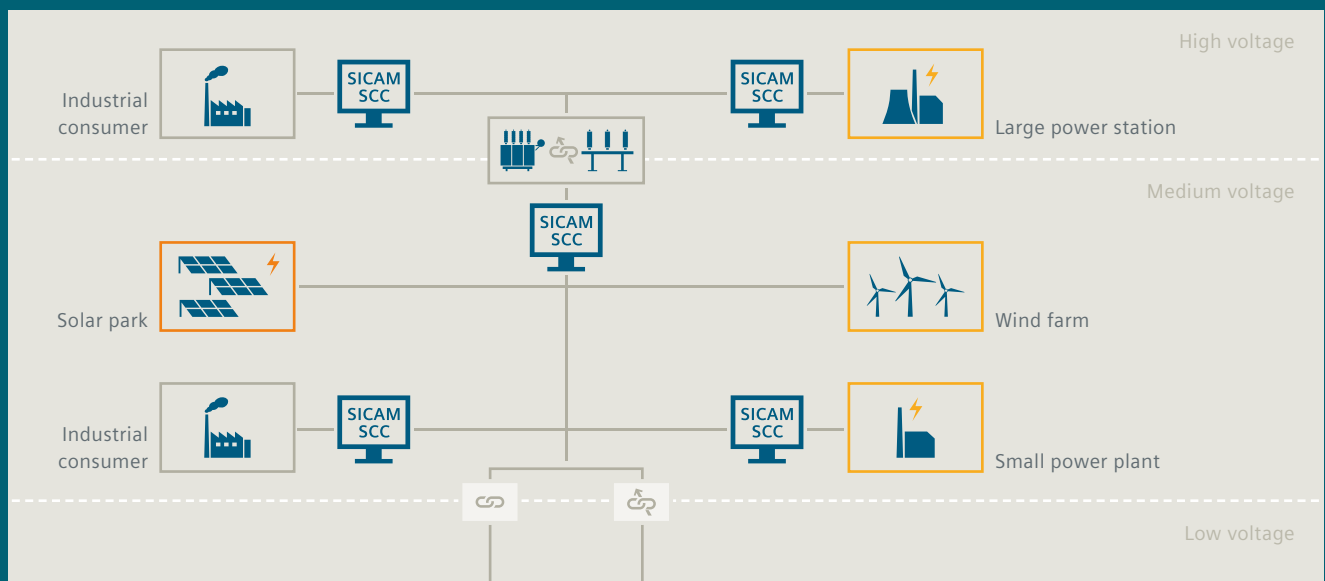 High voltage
SICAM
SCC
SICAM
SCC
Industrial
consumer
Large power station
Medium voltage
SICAM
SCC
Solar park
Wind farm
SICAM
SCC
SICAM
SCC
Industrial
consumer
Small power plant
Low voltage